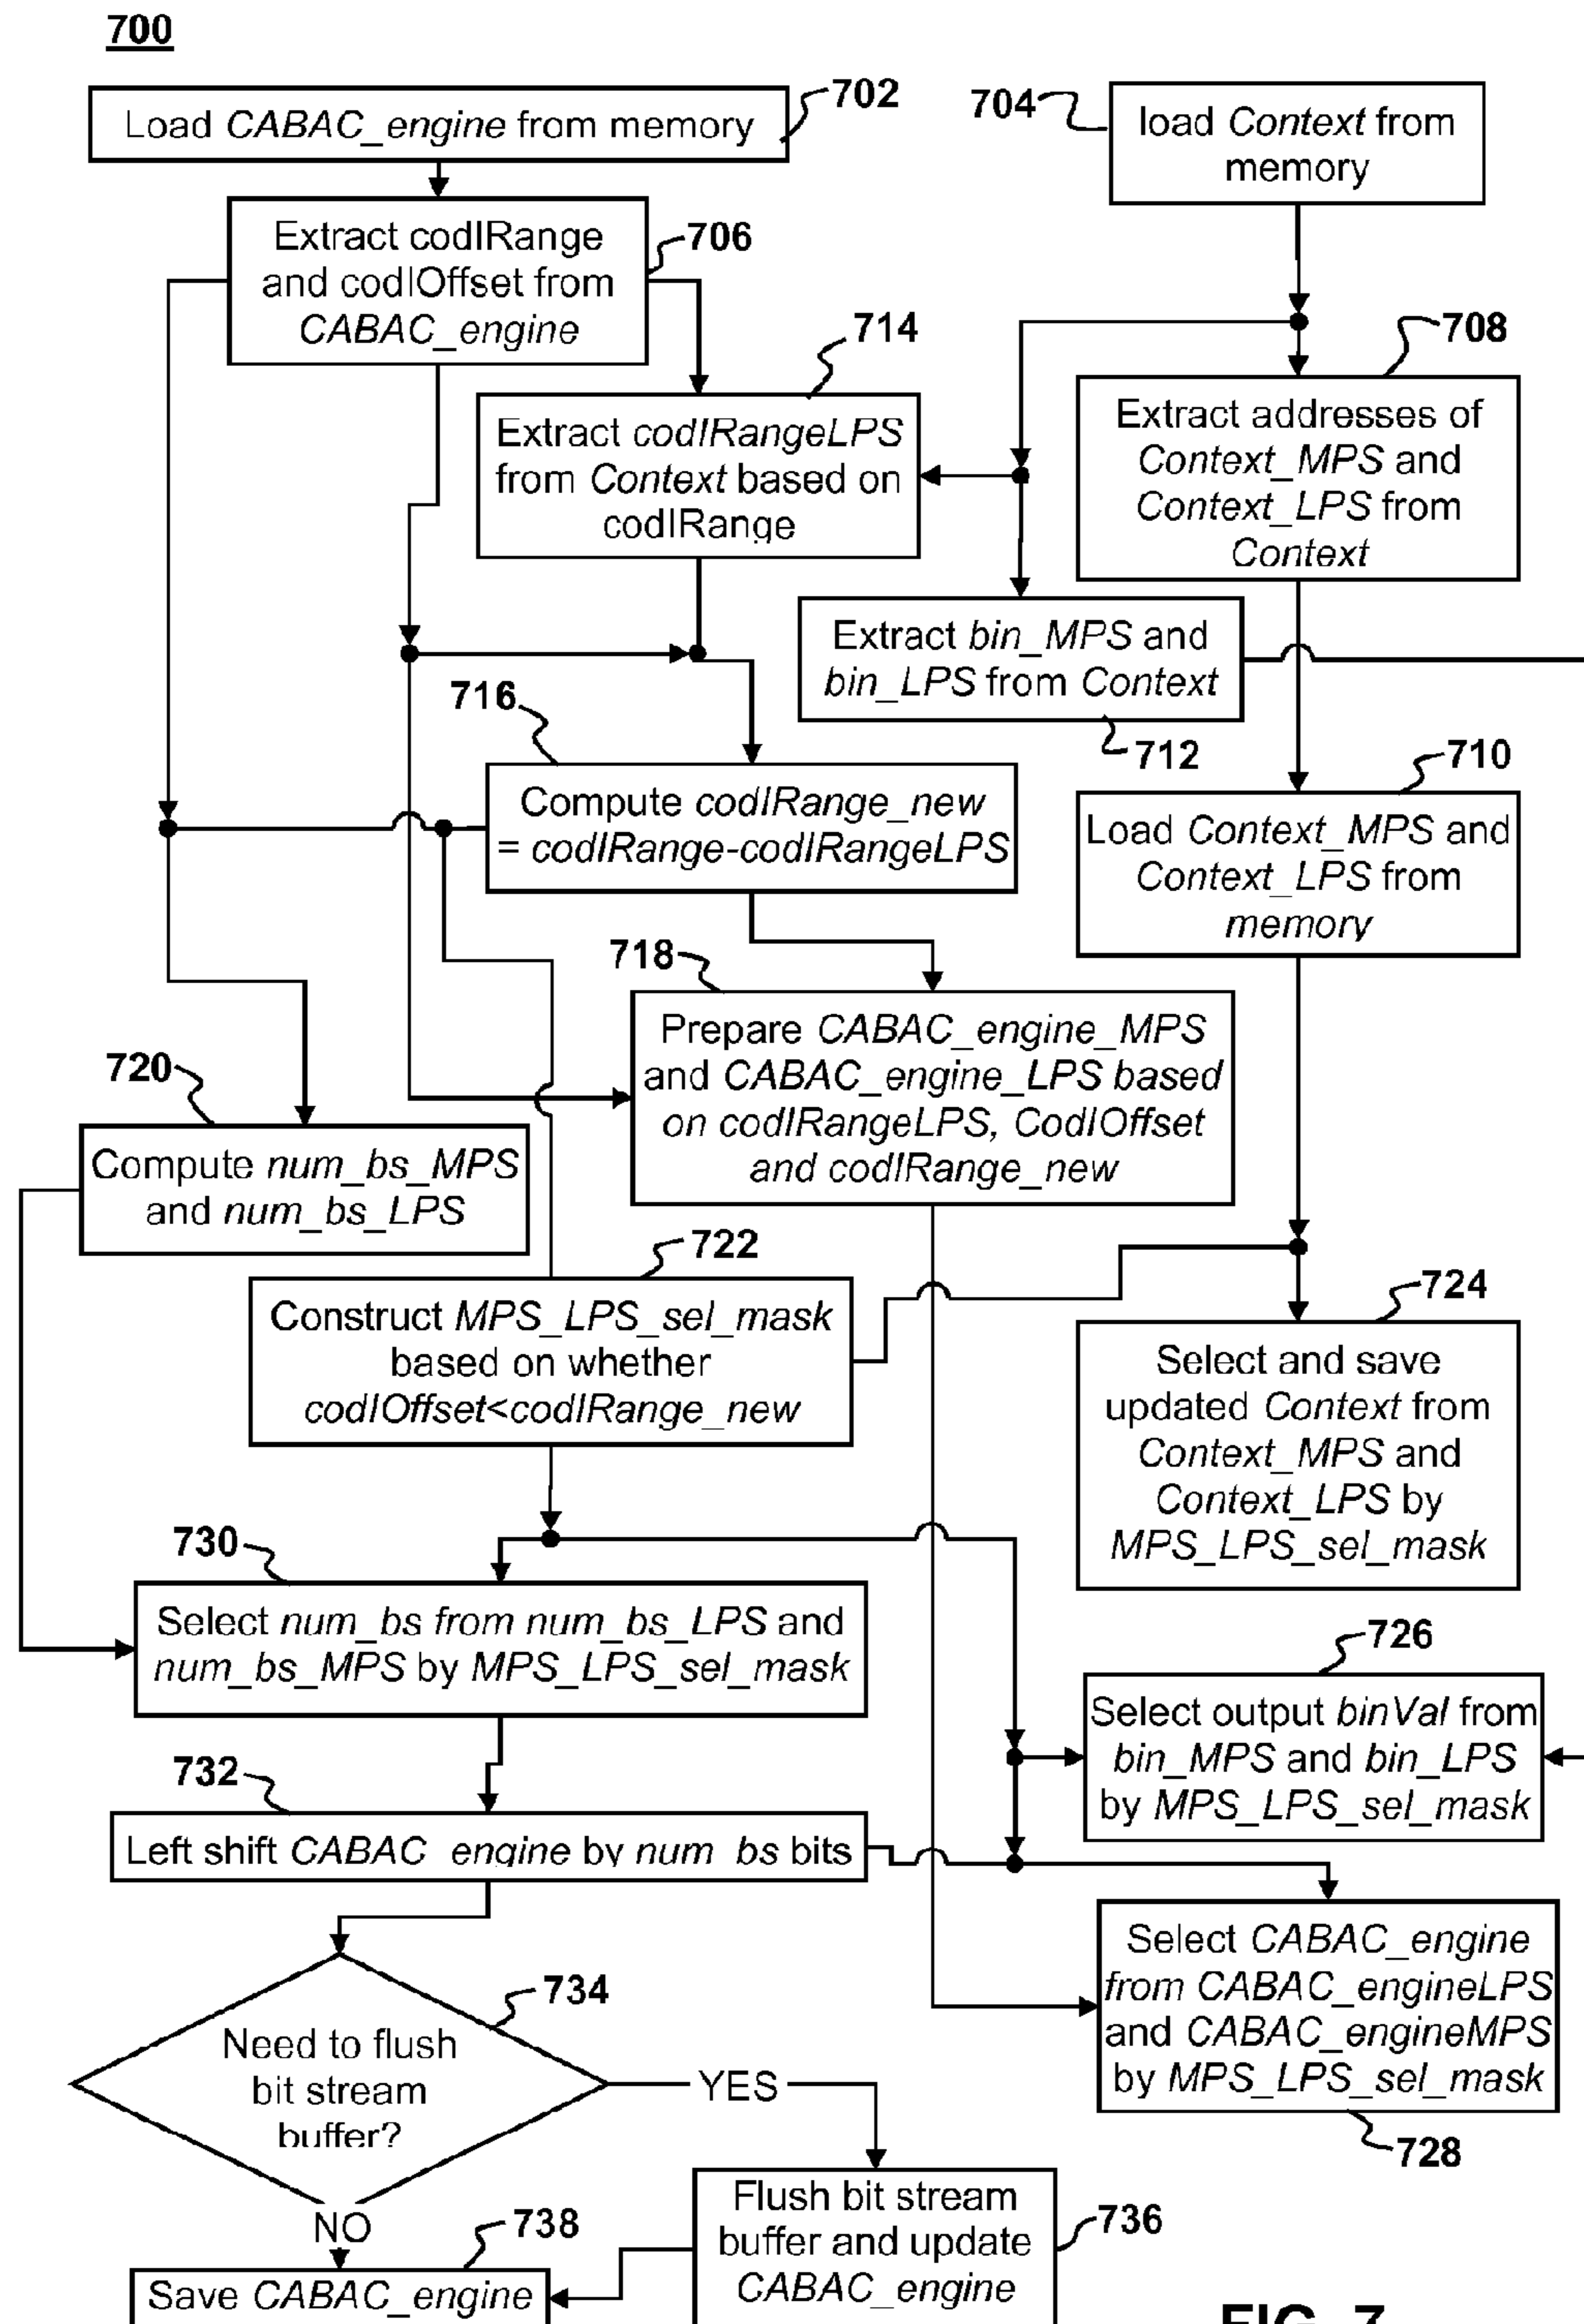 700
Load CABAC_engine from memory
702
704
load Context from
memory
Extract codIRange
and codIOffset from
CABAC_engine
706
714
708
Extract codIRangeLPS
from Context based on
codIRange
Extract addresses of
Context_MPS and
Context_LPS from
Context
Extract bin_MPS and
bin_LPS from Context
712
716
710
Compute codIRange_new
= codIRange-codIRangeLPS
Load Context_MPS and
Context_LPS from
memory
718
Prepare CABAC_engine_MPS
and CABAC_engine_LPS based
on codIRangeLPS, CodIOffset
and codIRange_new
720
Compute num_bs_MPS
and num_bs_LPS
722
Construct MPS_LPS_sel_mask
based on whether
codIOffset<codIRange_new
724
Select and save
updated Context from
Context_MPS and
Context_LPS by
MPS_LPS_sel_mask
730
Select num_bs from num_bs_LPS and
num_bs_MPS by MPS_LPS_sel_mask
726
Select output binVal from
bin_MPS and bin_LPS
by MPS_LPS_sel_mask
732
Left shift CABAC_engine by num_bs bits
Select CABAC_engine
from CABAC_engineLPS
and CABAC_engineMPS
by MPS_LPS_sel_mask
728
734
Need to flush
bit stream
buffer?
YES
NO
Flush bit stream
buffer and update
CABAC_engine
736
738
Save CABAC_engine
FIG. 7